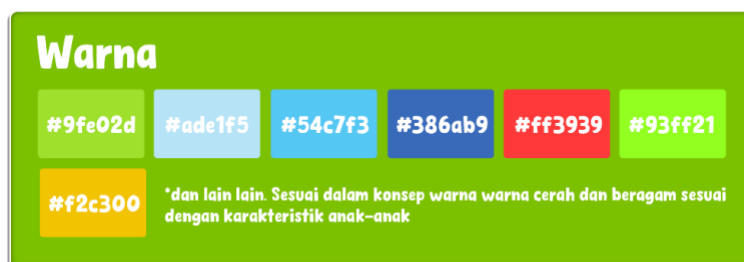 Warna
#9fe02d #ade1f5 #54c7f3 #386ab9 #ff3939 #93ff21
#f2c300
*dan lain lain. Sesuai dalam konsep warna warna cerah dan beragam sesuai
dengan karakteristik anak-anak